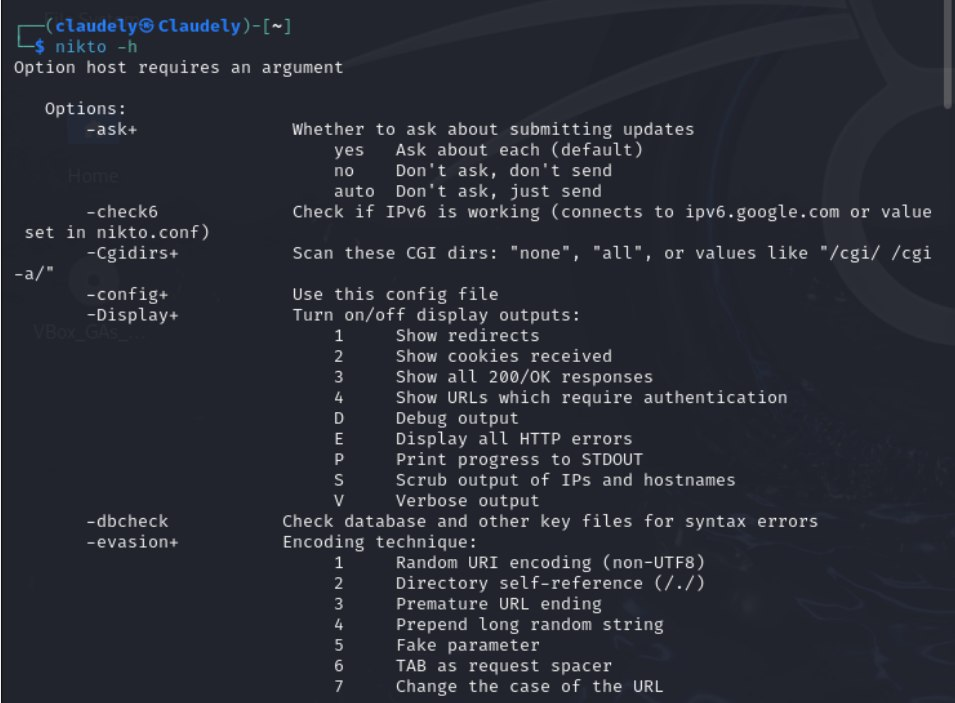 ┌──(claudely㉿Claudely)-[~]
└─$ nikto -h
Option host requires an argument
Options:
-ask+ Whether to ask about submitting updates
yes Ask about each (default)
no Don't ask, don't send
auto Don't ask, just send
-check6 Check if IPv6 is working (connects to ipv6.google.com or value
set in nikto.conf)
-Cgidirs+ Scan these CGI dirs: "none", "all", or values like "/cgi/ /cgi
-a/"
-config+ Use this config file
-Display+ Turn on/off display outputs:
1 Show redirects
2 Show cookies received
3 Show all 200/OK responses
4 Show URLs which require authentication
D Debug output
E Display all HTTP errors
P Print progress to STDOUT
S Scrub output of IPs and hostnames
V Verbose output
-dbcheck Check database and other key files for syntax errors
-evasion+ Encoding technique:
1 Random URI encoding (non-UTF8)
2 Directory self-reference (/./)
3 Premature URL ending
4 Prepend long random string
5 Fake parameter
6 TAB as request spacer
7 Change the case of the URL
Home
VBox_GAs_...